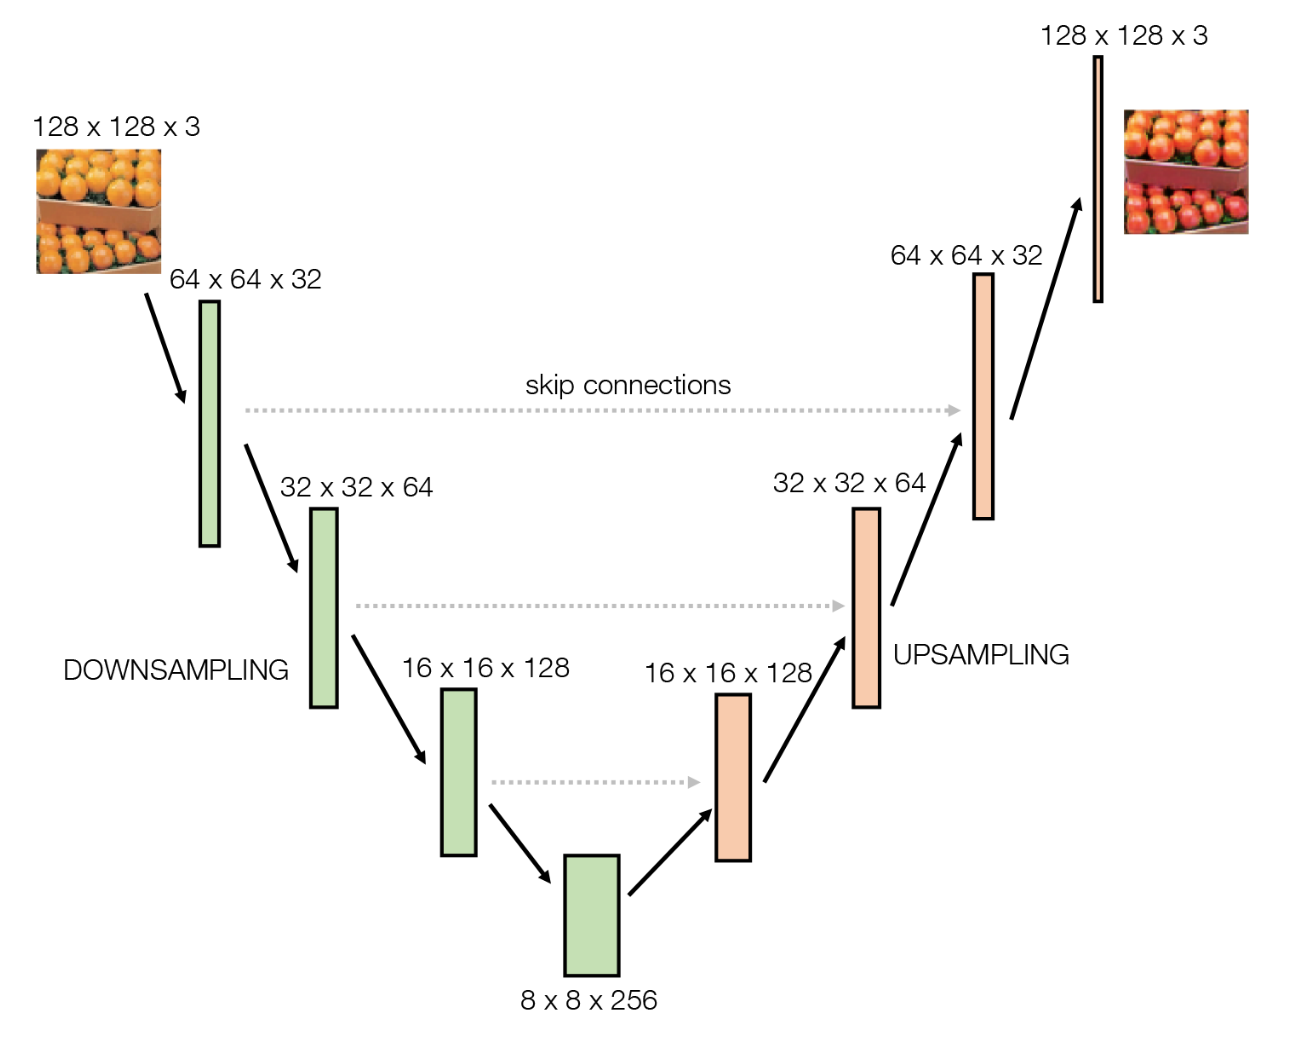 128 x 128 x 3
128 x 128 x 3
64 x 64 x 32
64 x 64 x 32
skip connections
32 x 32 x 64
32 x 32 x 64
DOWNSAMPLING
UPSAMPLING
16 x 16 x 128
16 x 16 x 128
8 x 8 x 256